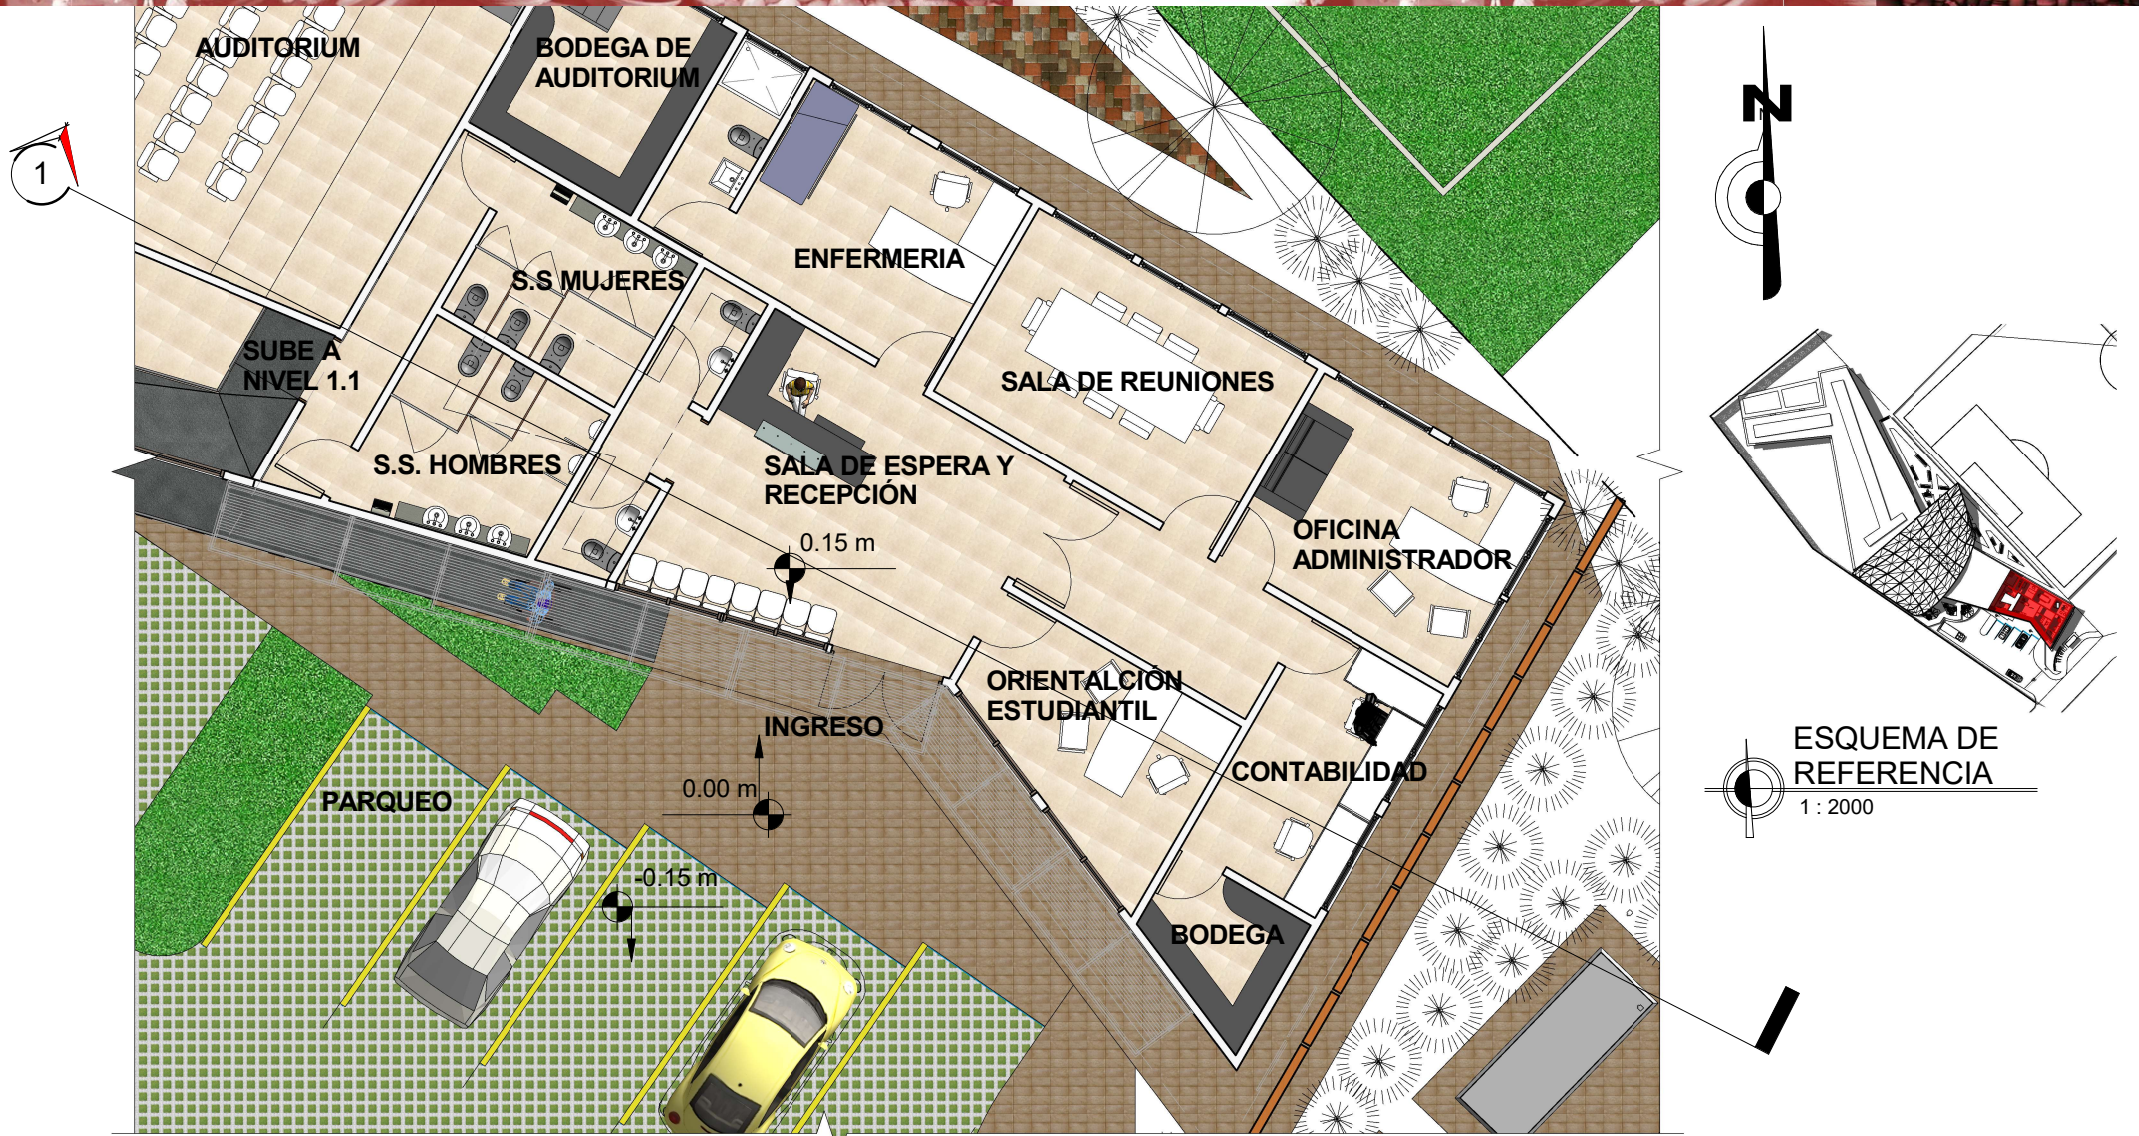 AUDITORIUM
BODEGA DE
AUDITORIUM
N
1
ENFERMERIA
S.S MUJERES
SUBE A
NIVEL 1.1
SALA DE REUNIONES
S.S. HOMBRES
SALA DE ESPERA Y
RECEPCIÓN
0.15 m
OFICINA
ADMINISTRADOR
ORIENTALCIÓN
ESTUDIANTIL
INGRESO
0.00 m
CONTABILIDAD
PARQUEO
-0.15 m
BODEGA
ESQUEMA DE
REFERENCIA
1 : 2000